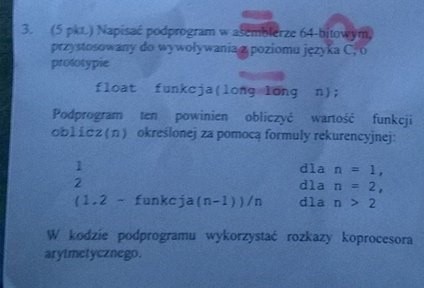 3. (5 pkt.) Napisać podprogram w asemblerze 64-bitowym,
przystosowany do wywoływania z poziomu języka C, o
prototypie
float funkcja(long long n);
Podprogram ten powinien obliczyć wartość funkcji
oblicz(n) określonej za pomocą formuły rekurencyjnej:
1 dla n = 1,
2 dla n = 2,
(1.2 - funkcja(n-1))/n dla n > 2
W kodzie podprogramu wykorzystać rozkazy koprocesora
arytmetycznego.